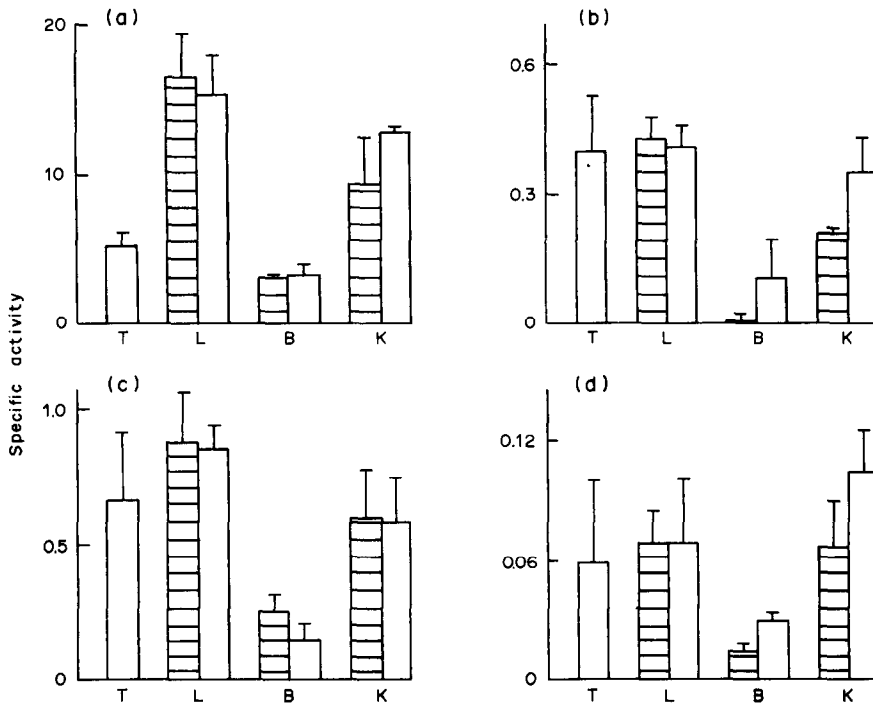 (a)
20
10
0
T L B K
(b)
0.6
0.3
0
T L B K
Specific activity
(c)
1.0
0.5
0
T L B K
(d)
0.12
0.06
0
T L B K